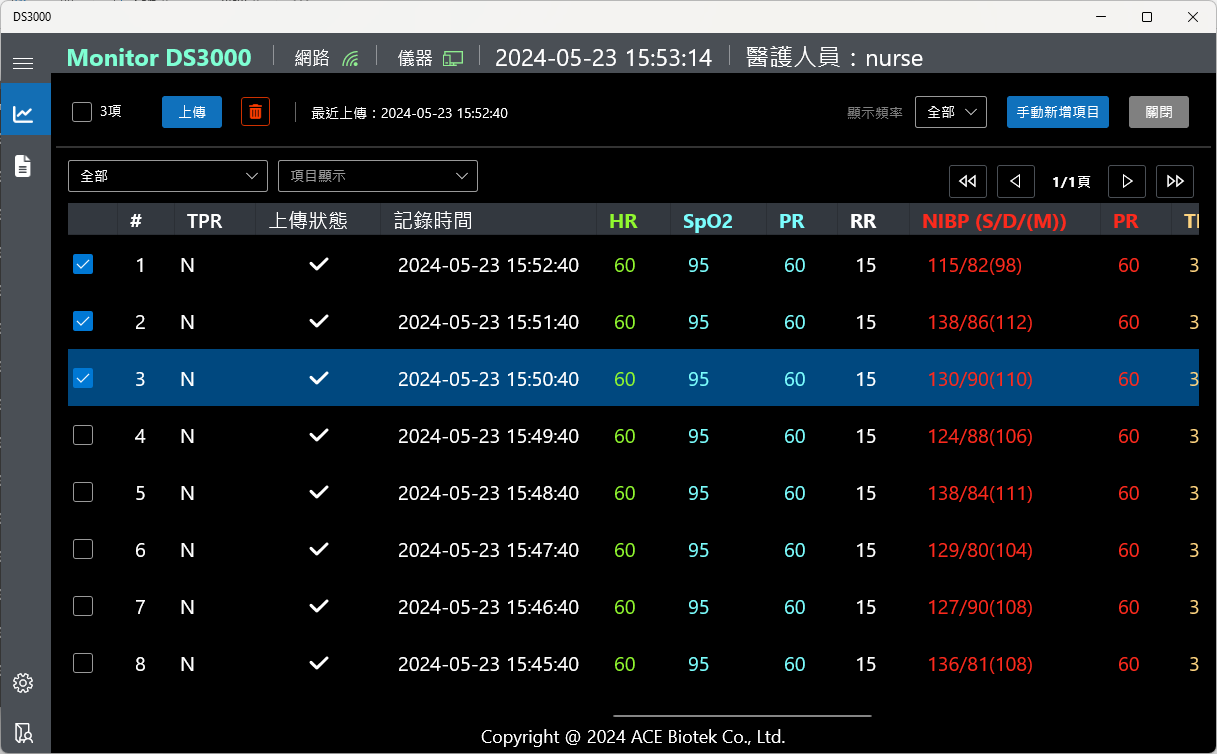 DS3000
Monitor DS3000 網路 儀器 2024-05-23 15:53:14 醫護人員：nurse
3項 上傳 最近上傳：2024-05-23 15:52:40 顯示頻率 全部 手動新增項目 關閉
全部 項目顯示 1/1頁
# TPR 上傳狀態 記錄時間 HR SpO2 PR RR NIBP (S/D/(M)) PR
1 N 2024-05-23 15:52:40 60 95 60 15 115/82(98) 60 3
2 N 2024-05-23 15:51:40 60 95 60 15 138/86(112) 60 3
3 N 2024-05-23 15:50:40 60 95 60 15 130/90(110) 60 3
4 N 2024-05-23 15:49:40 60 95 60 15 124/88(106) 60 3
5 N 2024-05-23 15:48:40 60 95 60 15 138/84(111) 60 3
6 N 2024-05-23 15:47:40 60 95 60 15 129/80(104) 60 3
7 N 2024-05-23 15:46:40 60 95 60 15 127/90(108) 60 3
8 N 2024-05-23 15:45:40 60 95 60 15 136/81(108) 60 3
Copyright @ 2024 ACE Biotek Co., Ltd.